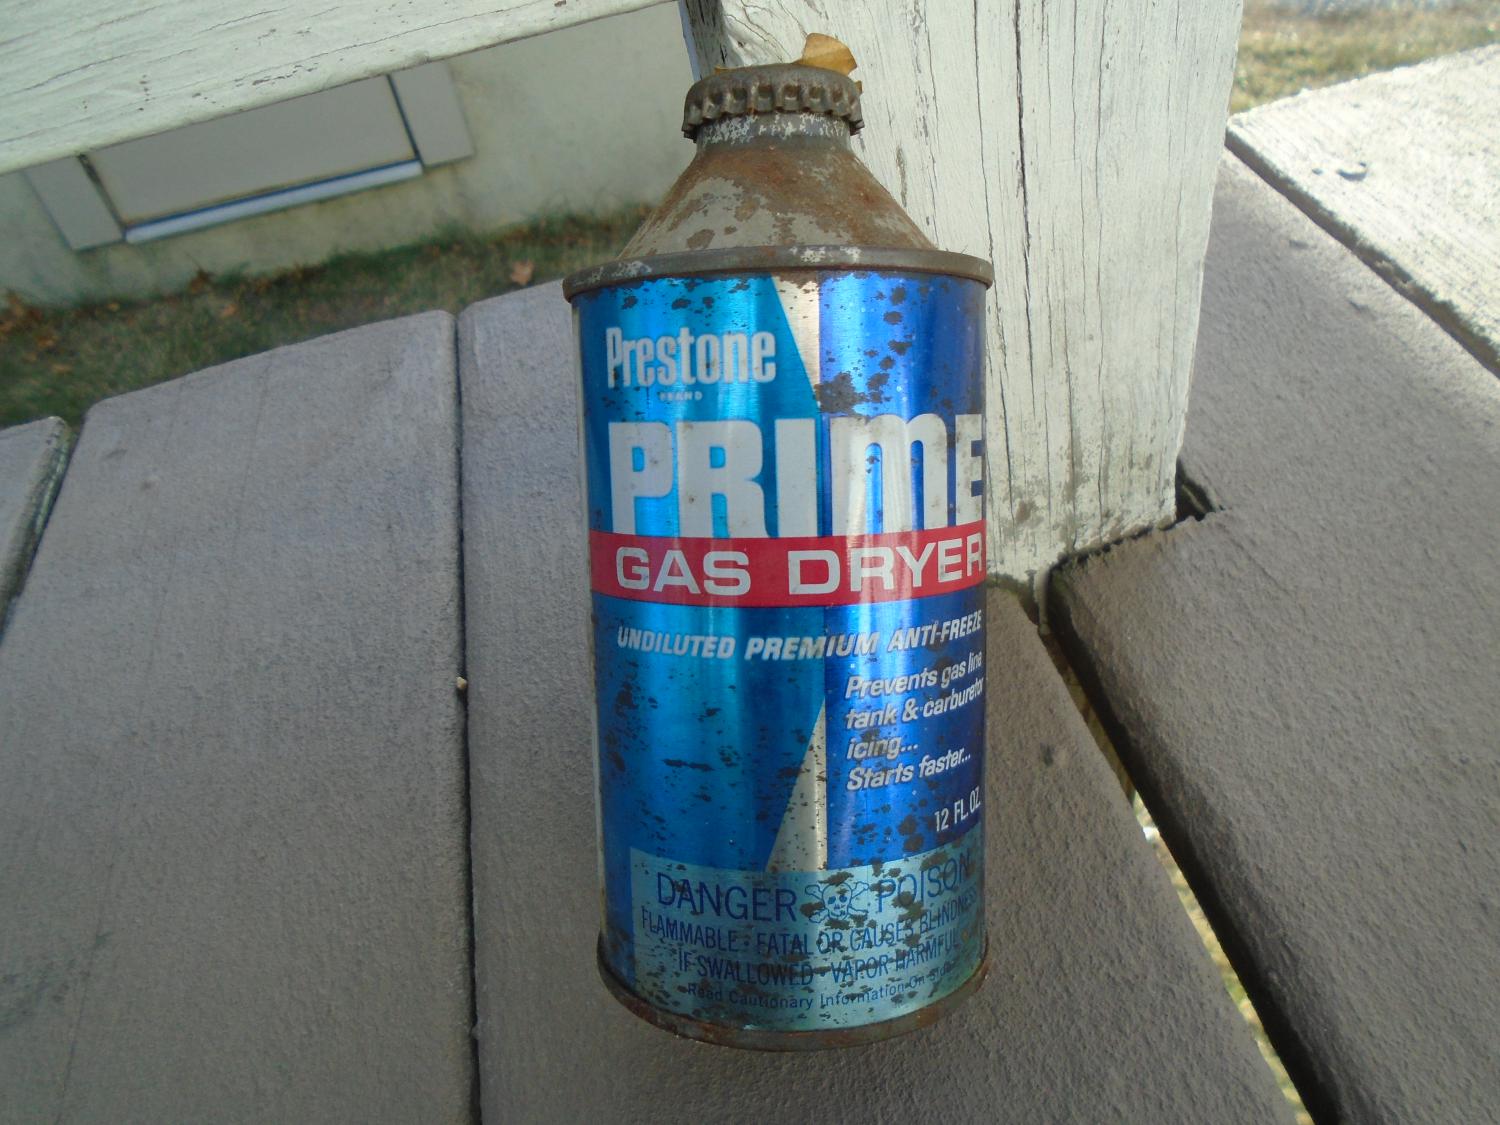 Prestone
BRAND
PRIME
GAS DRYER
UNDILUTED PREMIUM ANTI-FREEZE
Prevents gas line
tank & carburetor
icing...
Starts faster...
12 FL. OZ.
DANGER POISON
FLAMMABLE · FATAL OR CAUSES BLINDNESS
IF SWALLOWED · VAPOR HARMFUL
Read Cautionary Information On Side